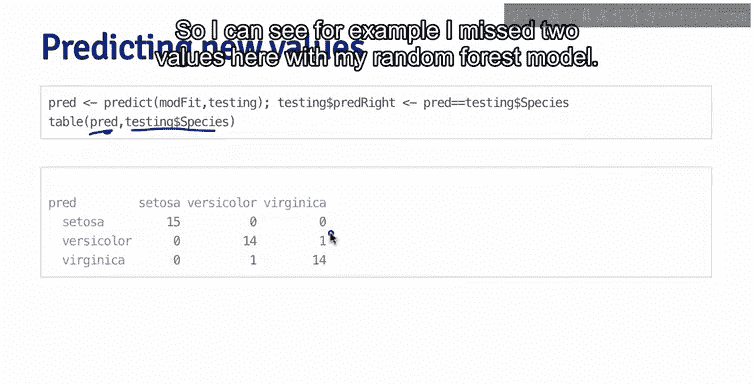 So I can see for example I missed two
values here with my random forest model.
Predicting new values
pred <- predict(modFit,testing); testing$predRight <- pred==testing$Species
table(pred,testing$Species)
pred setosa versicolor virginica
setosa 15 0 0
versicolor 0 14 1
virginica 0 1 14